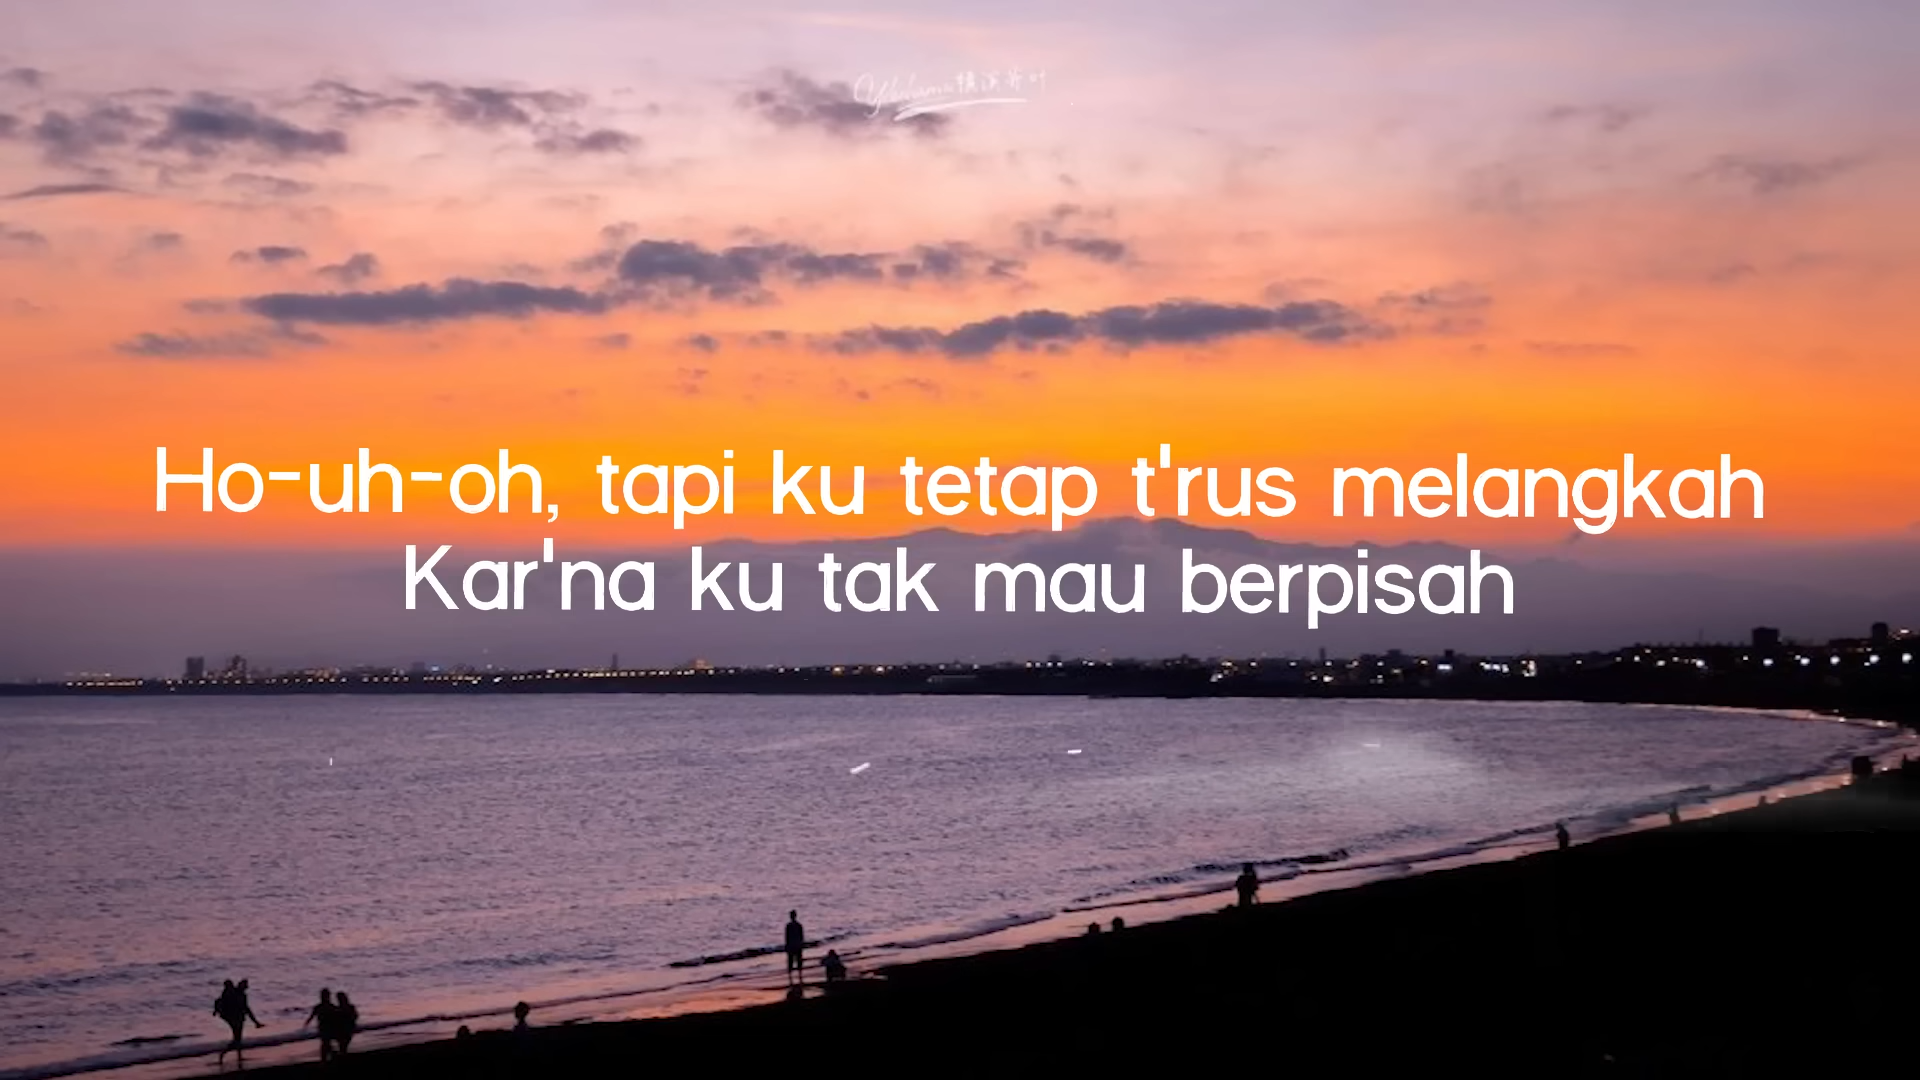 Ho-uh-oh, tapi ku tetap t'rus melangkah
Kar'na ku tak mau berpisah